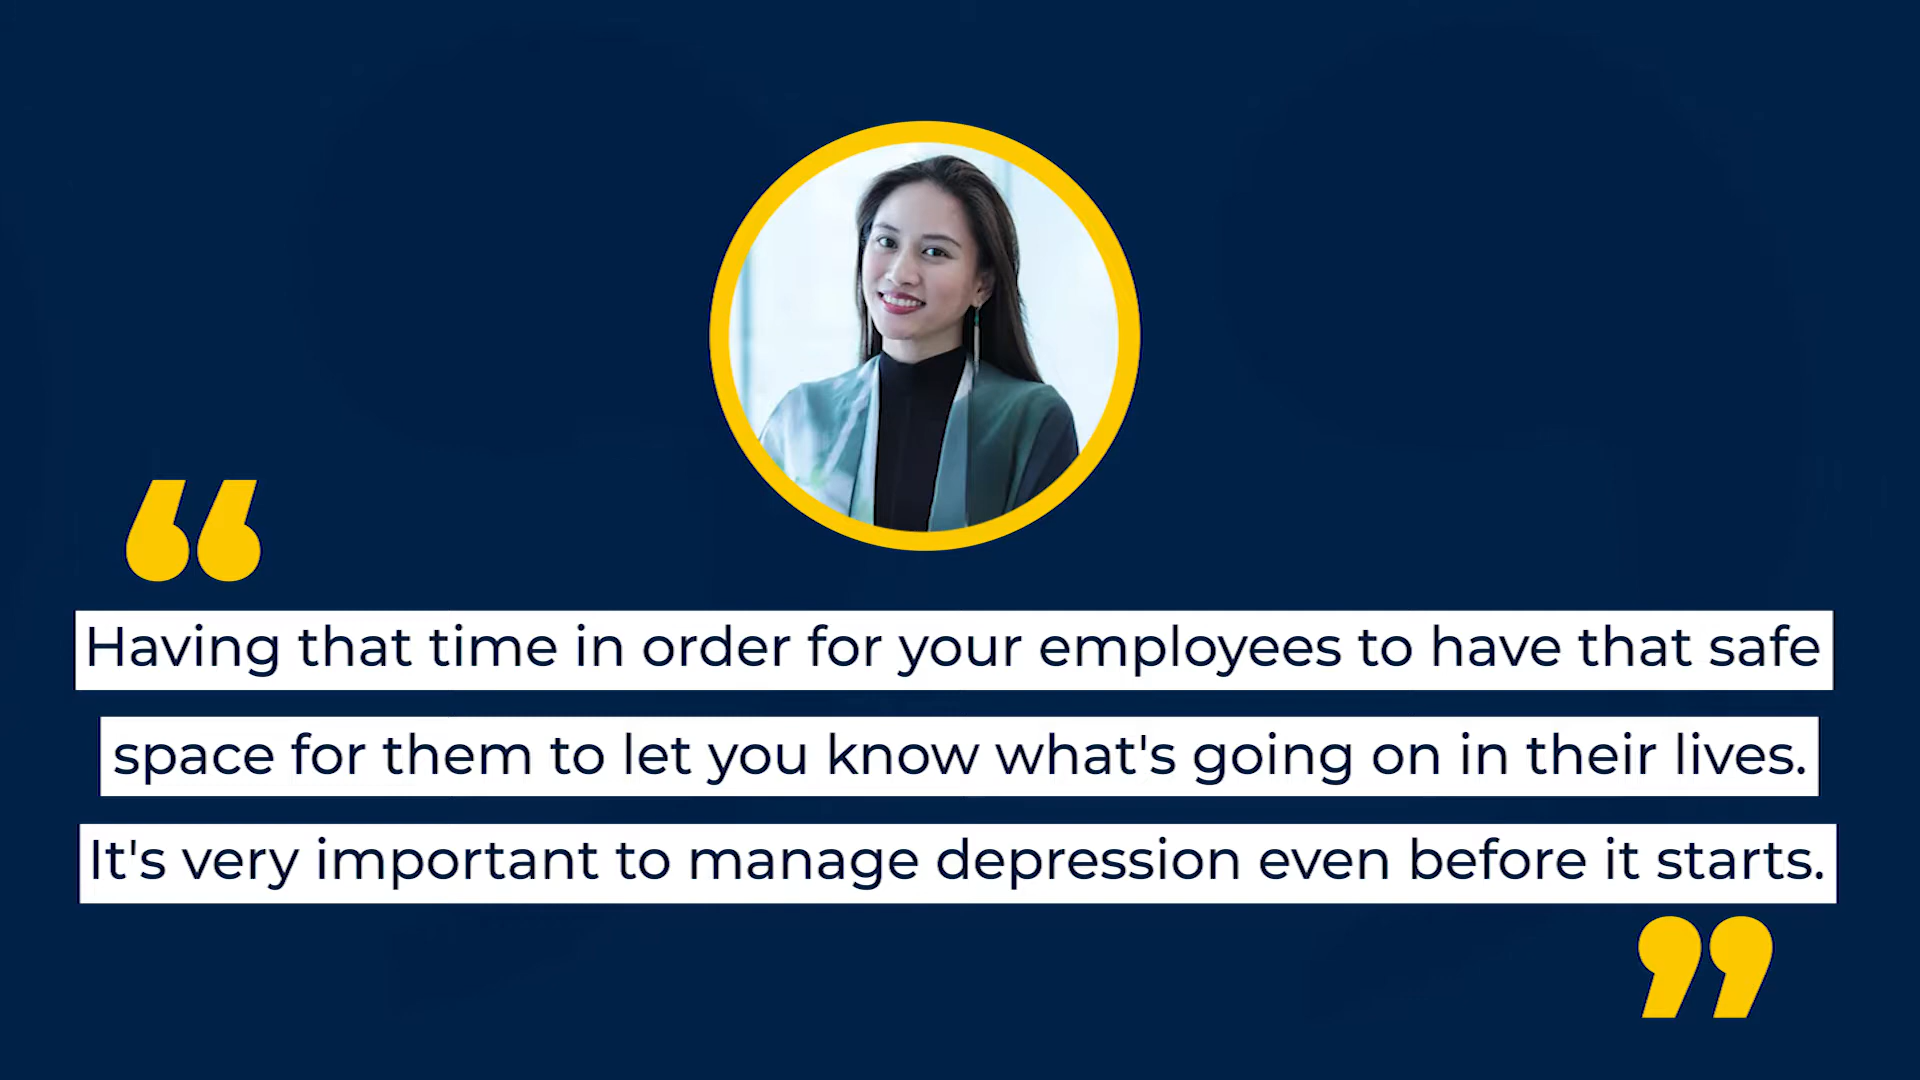 “
Having that time in order for your employees to have that safe
space for them to let you know what's going on in their lives.
It's very important to manage depression even before it starts.
”